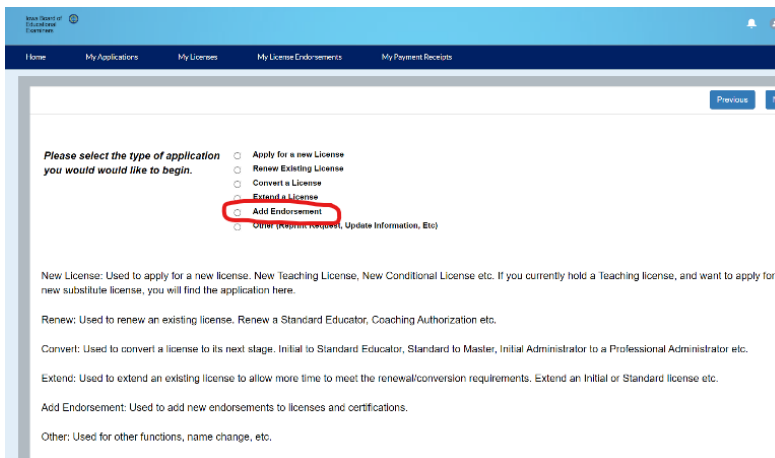 Iowa Board of
Educational
Examiners
Home My Applications My Licenses My License Endorsements My Payment Receipts
Previous
Please select the type of application
you would would like to begin.
Apply for a new License
Renew Existing License
Convert a License
Extend a License
Add Endorsement
Other (Reprint Request, Update Information, Etc)
New License: Used to apply for a new license. New Teaching License, New Conditional License etc. If you currently hold a Teaching license, and want to apply for
new substitute license, you will find the application here.
Renew: Used to renew an existing license. Renew a Standard Educator, Coaching Authorization etc.
Convert: Used to convert a license to its next stage. Initial to Standard Educator, Standard to Master, Initial Administrator to a Professional Administrator etc.
Extend: Used to extend an existing license to allow more time to meet the renewal/conversion requirements. Extend an Initial or Standard license etc.
Add Endorsement: Used to add new endorsements to licenses and certifications.
Other: Used for other functions, name change, etc.